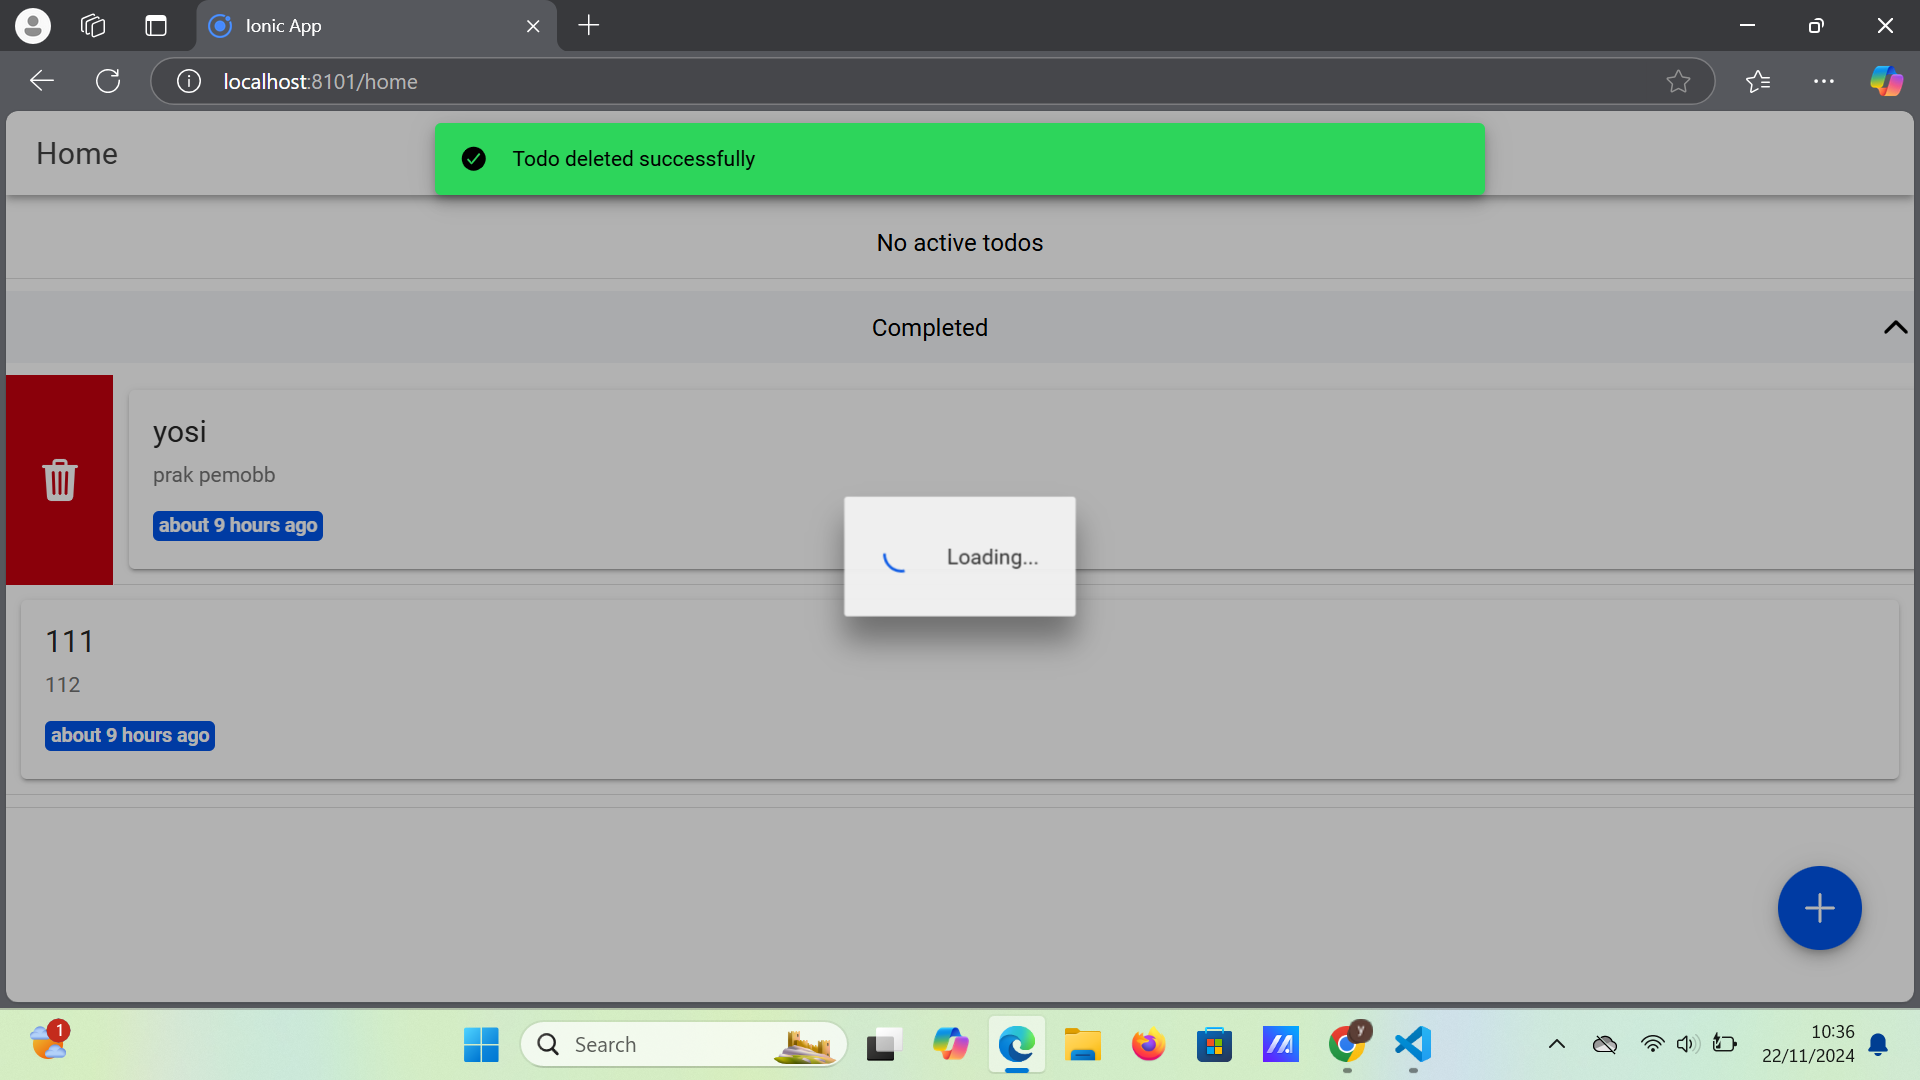 Ionic App
localhost:8101/home
Home
Todo deleted successfully
No active todos
Completed
yosi
prak pemobb
about 9 hours ago
Loading...
111
112
about 9 hours ago
1
Search
y
10:36
22/11/2024